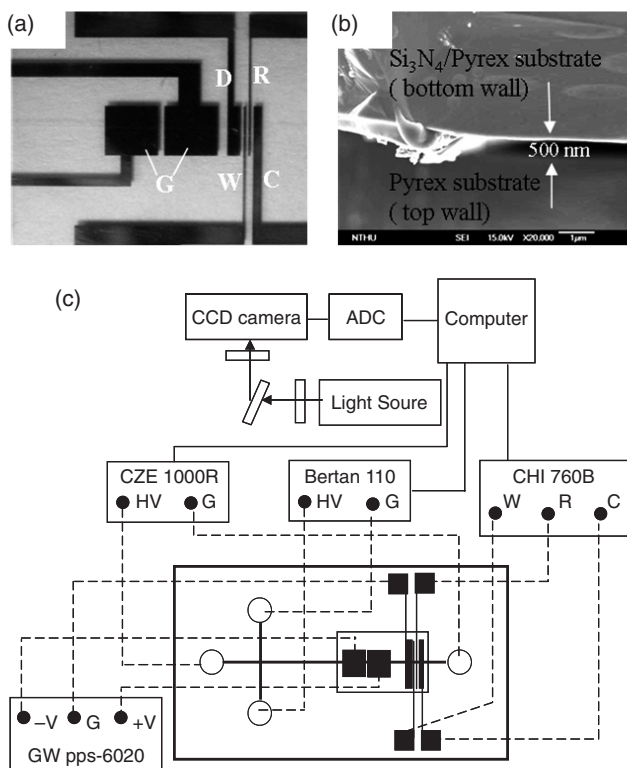 (a)
D
R
G
W
C
(b)
Si₃N₄/Pyrex substrate
( bottom wall)
500 nm
Pyrex substrate
(top wall)
NTHU SEI 15.0kV X20,000 1μm
(c)
CCD camera
ADC
Computer
Light Soure
CZE 1000R
HV G
Bertan 110
HV G
CHI 760B
W R C
–V G +V
GW pps-6020